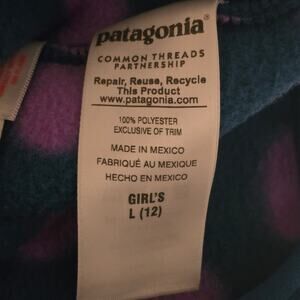 patagonia®
COMMON THREADS
PARTNERSHIP
Repair, Reuse, Recycle
This Product
www.patagonia.com
100% POLYESTER
EXCLUSIVE OF TRIM
MADE IN MEXICO
FABRIQUÉ AU MEXIQUE
HECHO EN MEXICO
GIRL'S
L (12)